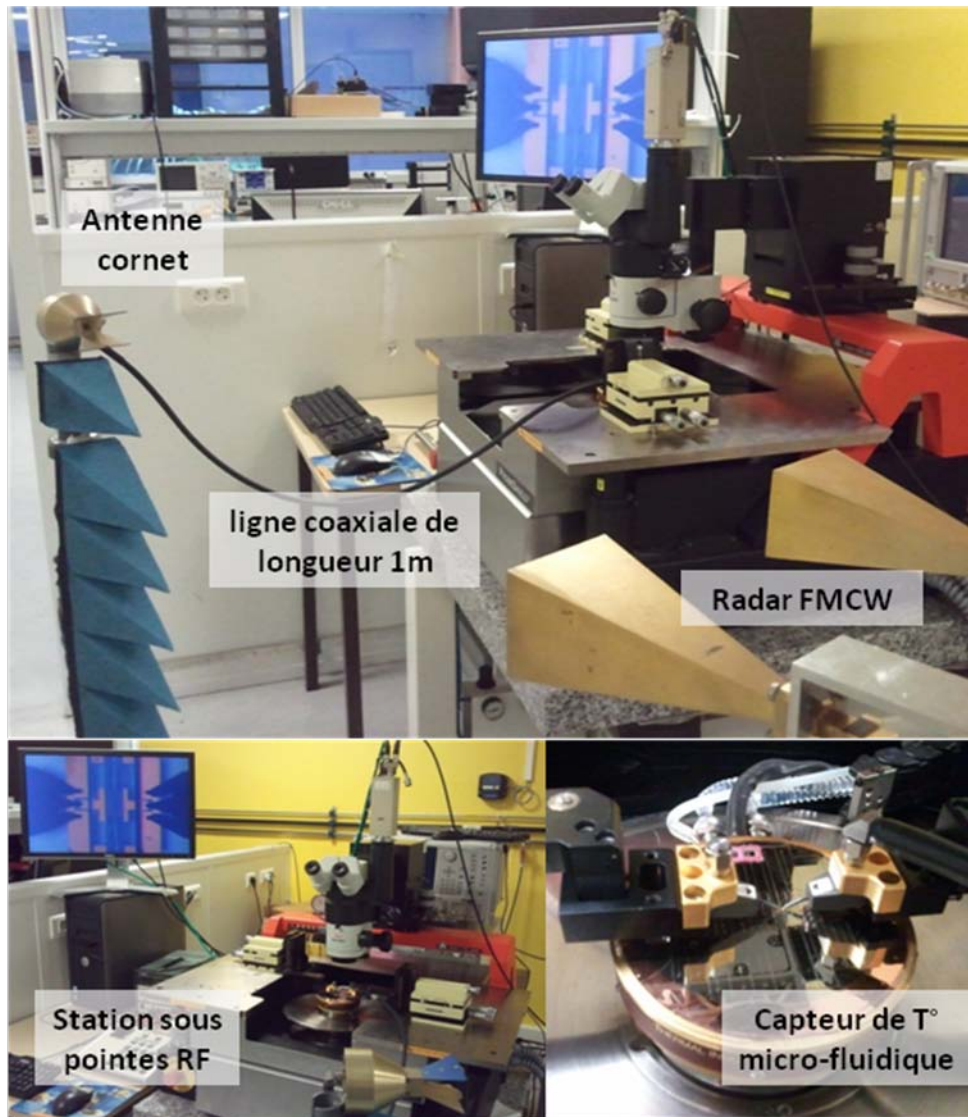 Antenne
cornet
ligne coaxiale de
longueur 1m
Radar FMCW
Station sous
pointes RF
Capteur de T°
micro-fluidique